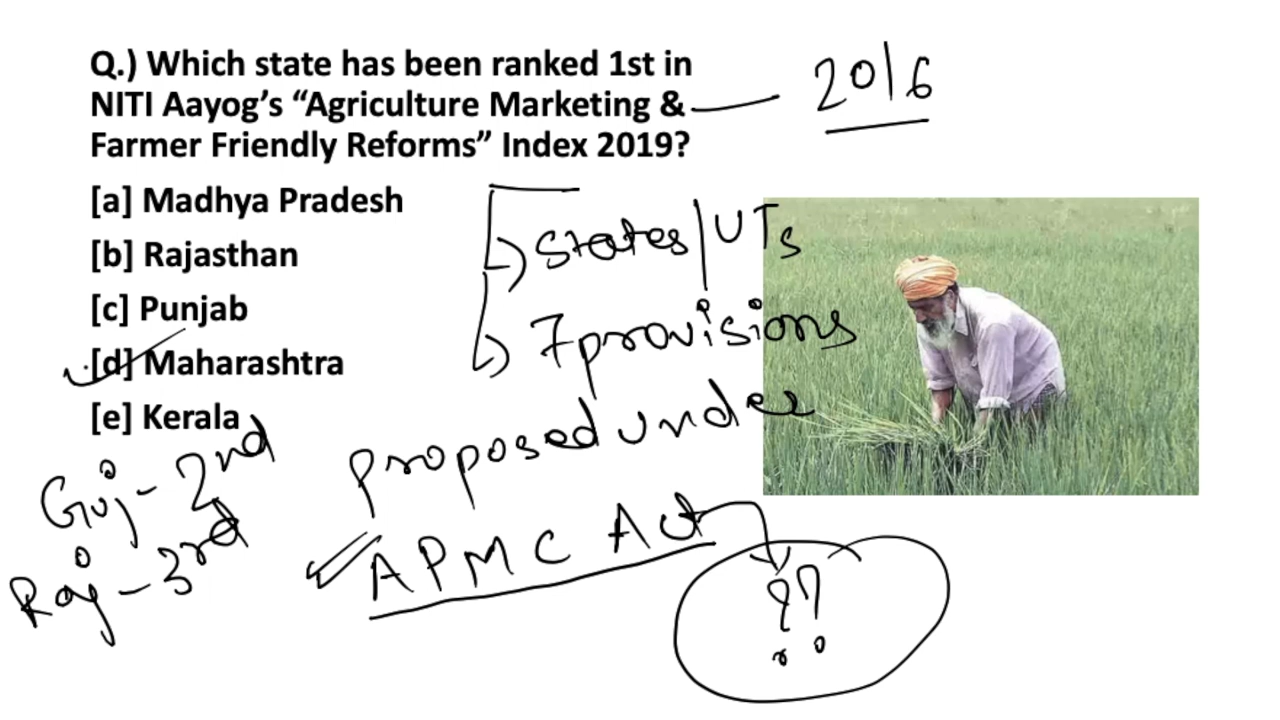 Q.) Which state has been ranked 1st in
NITI Aayog's "Agriculture Marketing &
Farmer Friendly Reforms" Index 2019?
2016
[a] Madhya Pradesh
[b] Rajasthan
[c] Punjab
[d] Maharashtra
[e] Kerala
States/UTs
7 provisions
proposed under
APMC Act
??
Guj - 2nd
Raj - 3rd